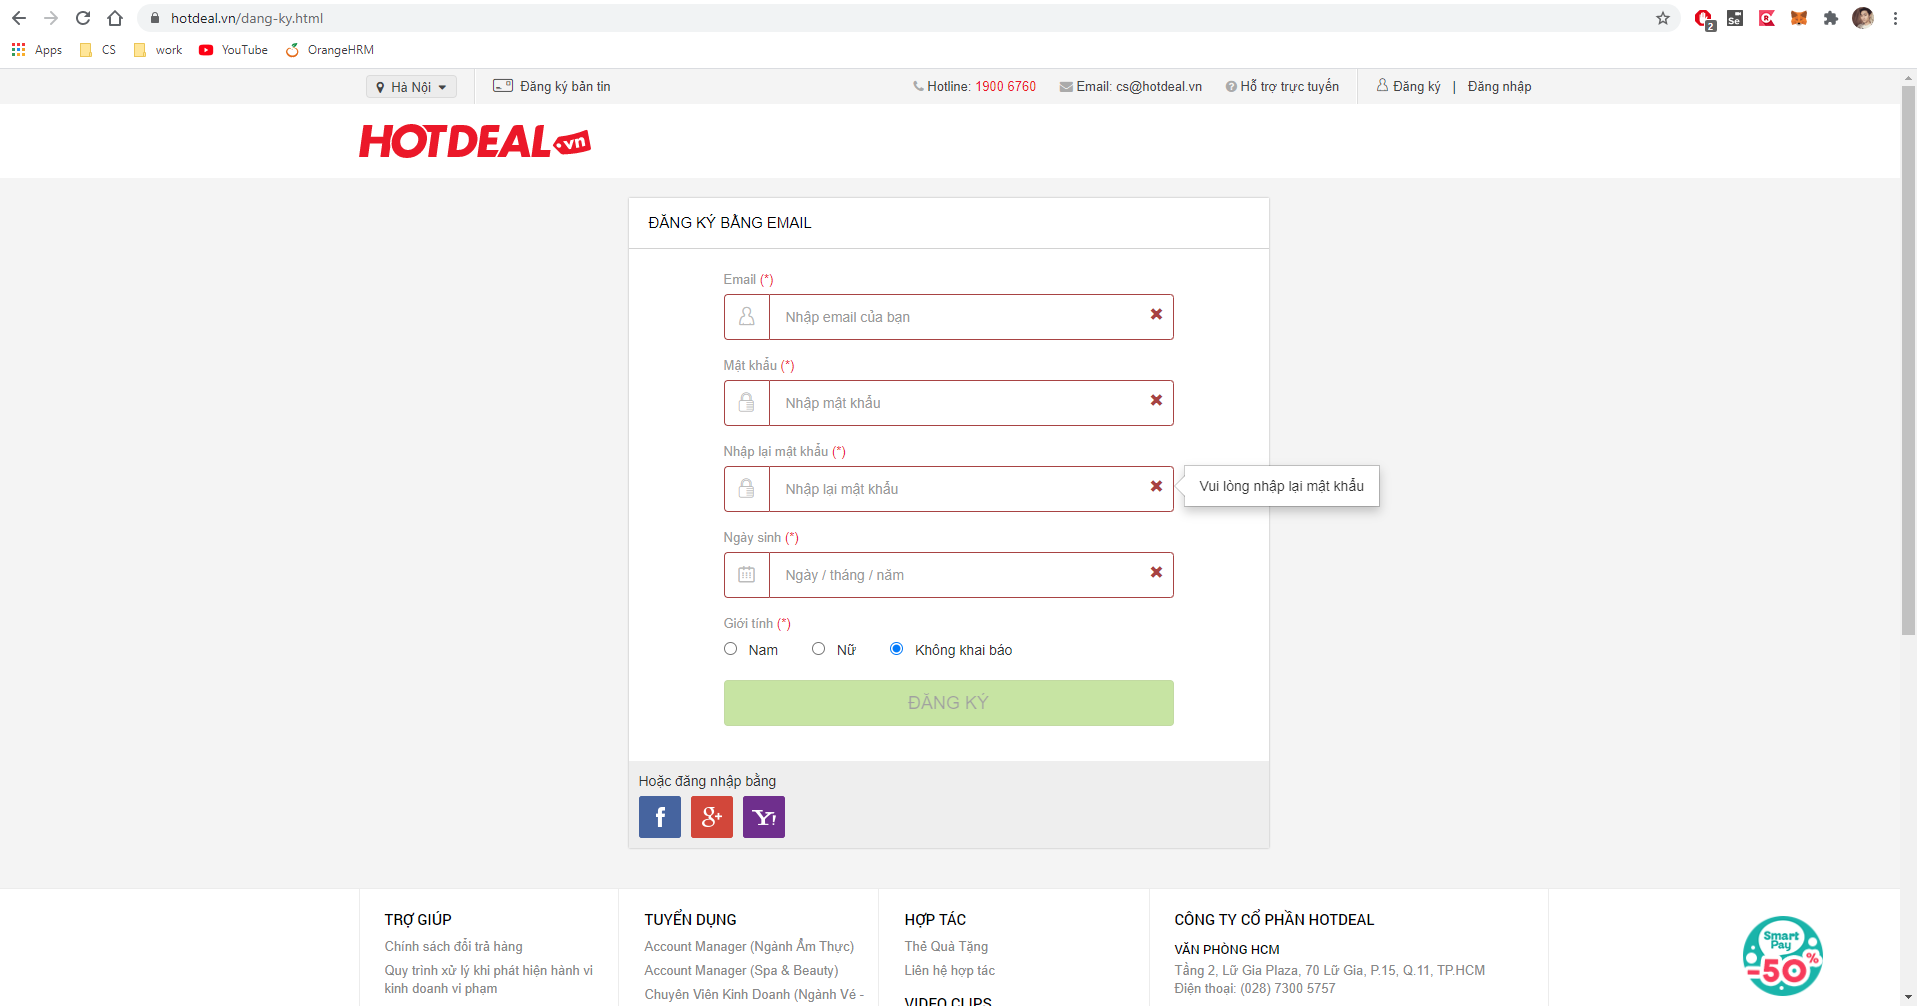 hotdeal.vn/dang-ky.html
2
Se
Apps
CS
work
YouTube
OrangeHRM
Hà Nội
Đăng ký bản tin
Hotline: 1900 6760
Email: cs@hotdeal.vn
Hỗ trợ trực tuyến
Đăng ký | Đăng nhập
HOTDEAL.vn
ĐĂNG KÝ BẰNG EMAIL
Email (*)
Nhập email của bạn
Mật khẩu (*)
Nhập mật khẩu
Nhập lại mật khẩu (*)
Nhập lại mật khẩu
Vui lòng nhập lại mật khẩu
Ngày sinh (*)
Ngày / tháng / năm
Giới tính (*)
Nam
Nữ
Không khai báo
ĐĂNG KÝ
Hoặc đăng nhập bằng
f
g+
Y!
TRỢ GIÚP
Chính sách đổi trả hàng
Quy trình xử lý khi phát hiện hành vi
kinh doanh vi phạm
TUYỂN DỤNG
Account Manager (Ngành Ẩm Thực)
Account Manager (Spa & Beauty)
Chuyên Viên Kinh Doanh (Ngành Vé -
HỢP TÁC
Thẻ Quà Tặng
Liên hệ hợp tác
VIDEO CLIPS
CÔNG TY CỔ PHẦN HOTDEAL
VĂN PHÒNG HCM
Tầng 2, Lữ Gia Plaza, 70 Lữ Gia, P.15, Q.11, TP.HCM
Điện thoại: (028) 7300 5757
Smart
Pay
-50%